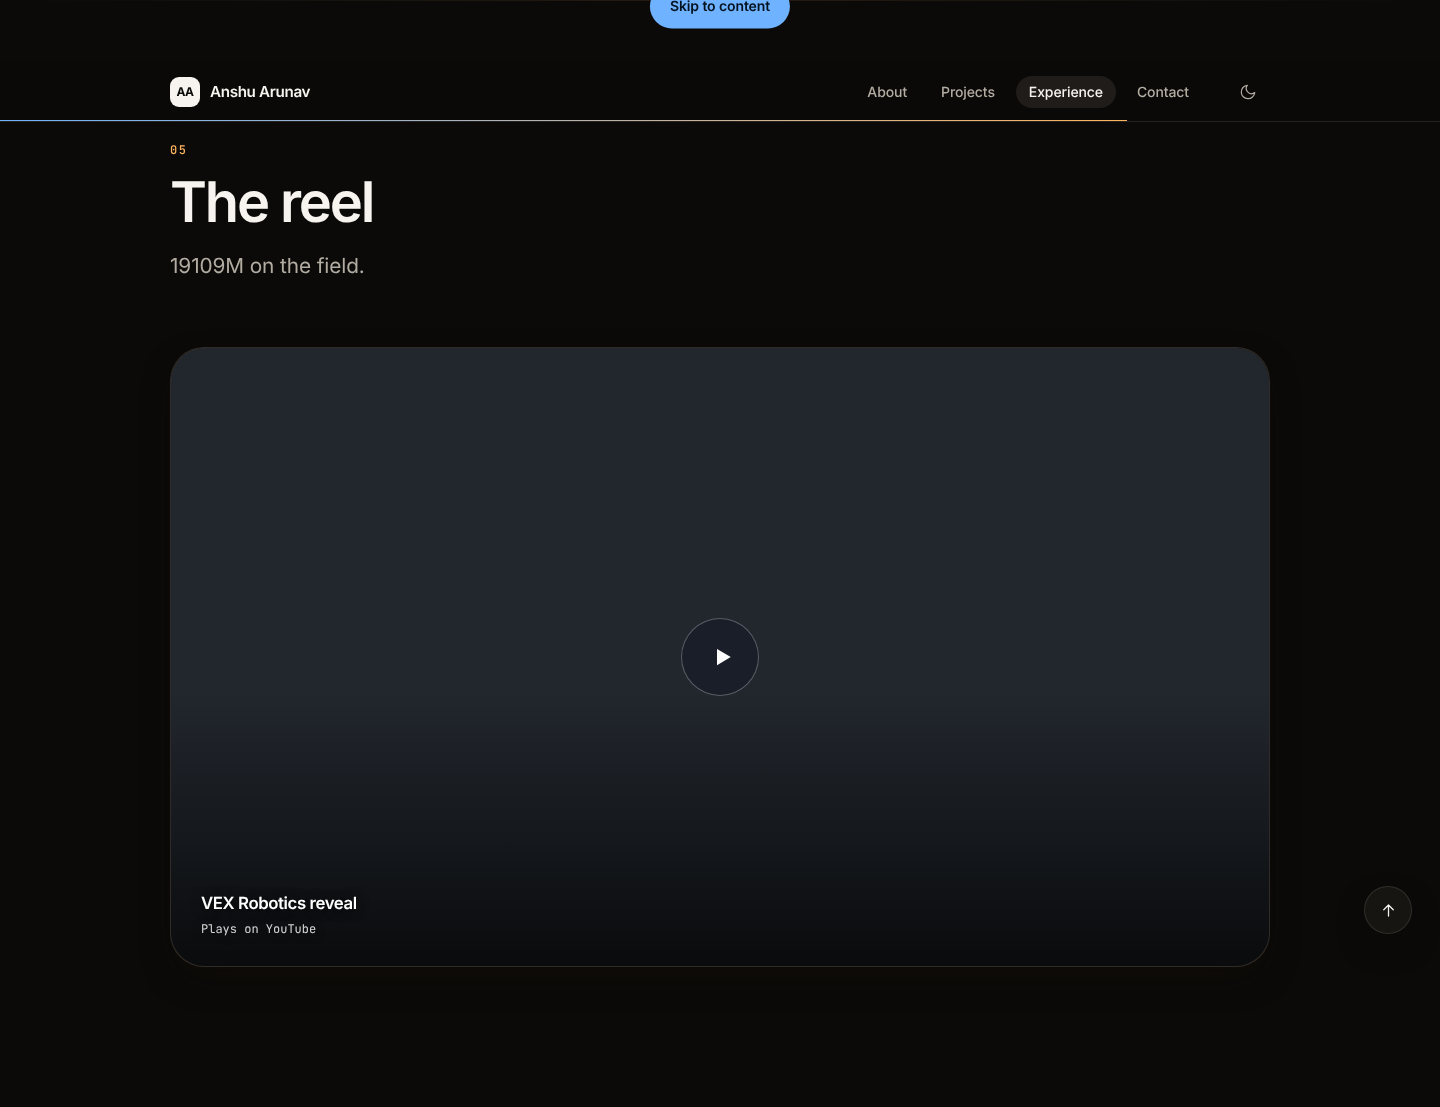 Skip to content
AA Anshu Arunav About Projects Experience Contact
05
The reel
19109M on the field.
VEX Robotics reveal
Plays on YouTube